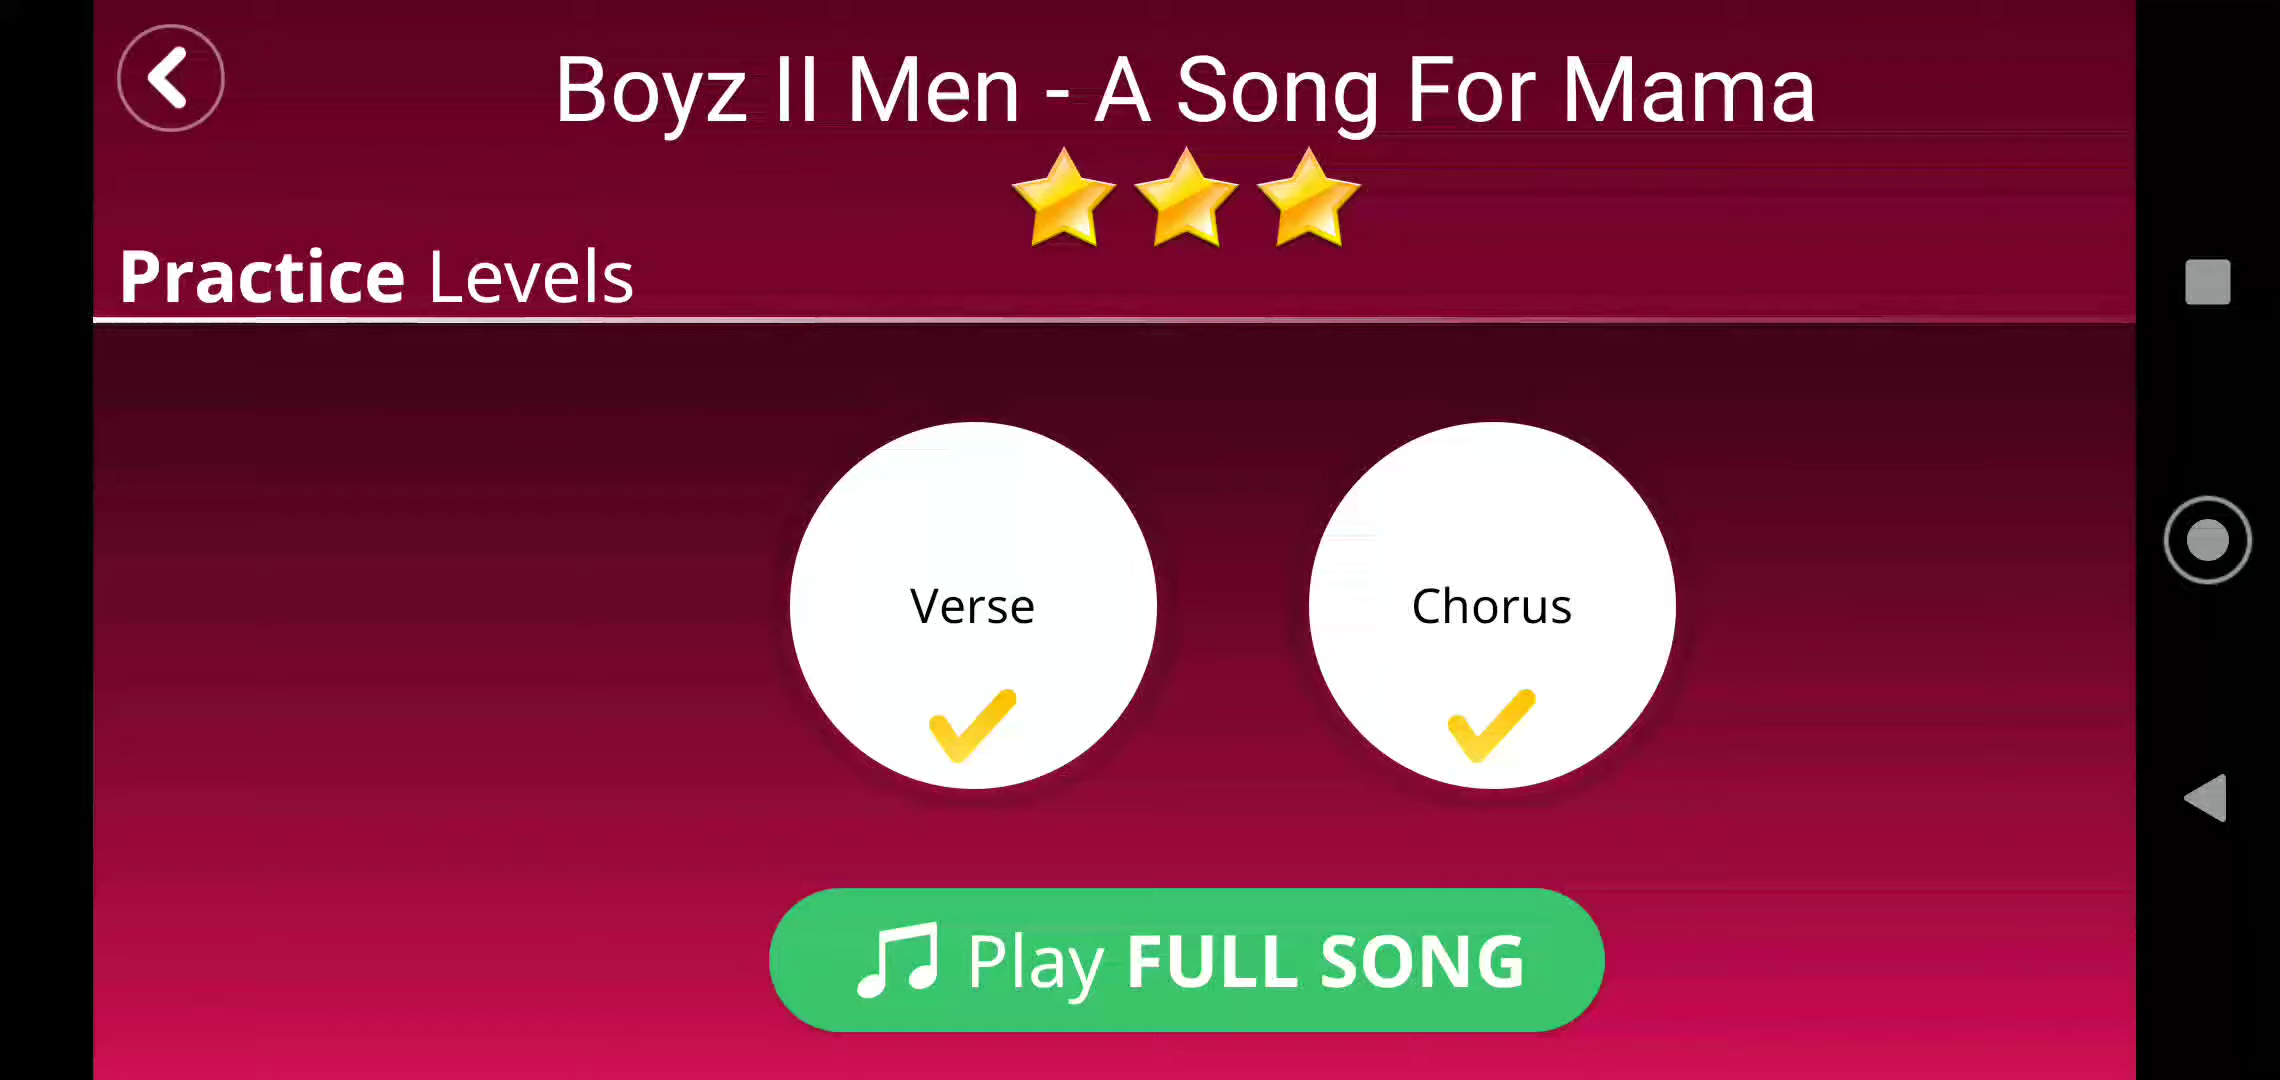 Boyz II Men - A Song For Mama
Practice Levels
Verse
Chorus
Play FULL SONG